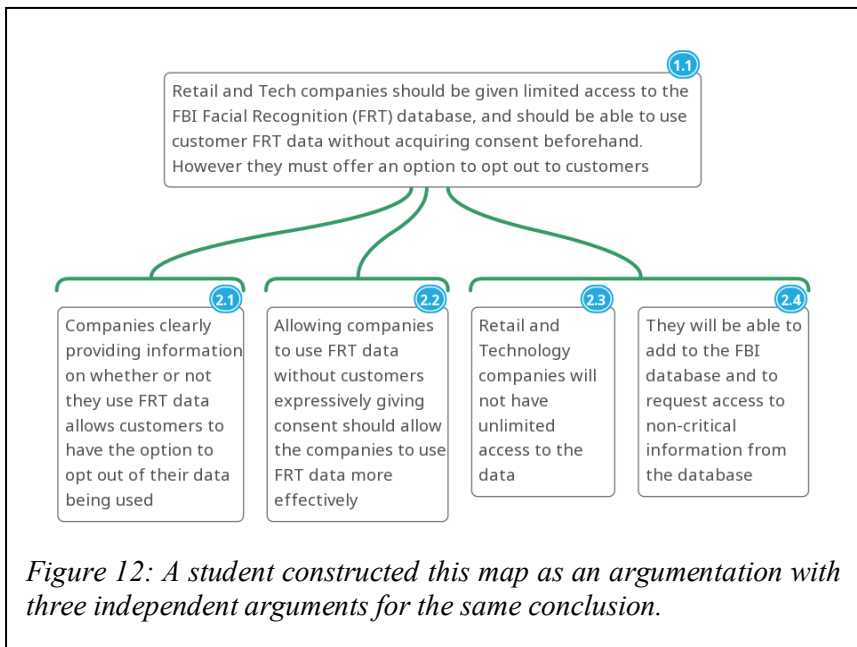 1.1
Retail and Tech companies should be given limited access to the
FBI Facial Recognition (FRT) database, and should be able to use
customer FRT data without acquiring consent beforehand.
However they must offer an option to opt out to customers
2.1
Companies clearly
providing information
on whether or not
they use FRT data
allows customers to
have the option to
opt out of their data
being used
2.2
Allowing companies
to use FRT data
without customers
expressively giving
consent should allow
the companies to use
FRT data more
effectively
2.3
Retail and
Technology
companies will
not have
unlimited
access to the
data
2.4
They will be able to
add to the FBI
database and to
request access to
non-critical
information from
the database
Figure 12: A student constructed this map as an argumentation with
three independent arguments for the same conclusion.